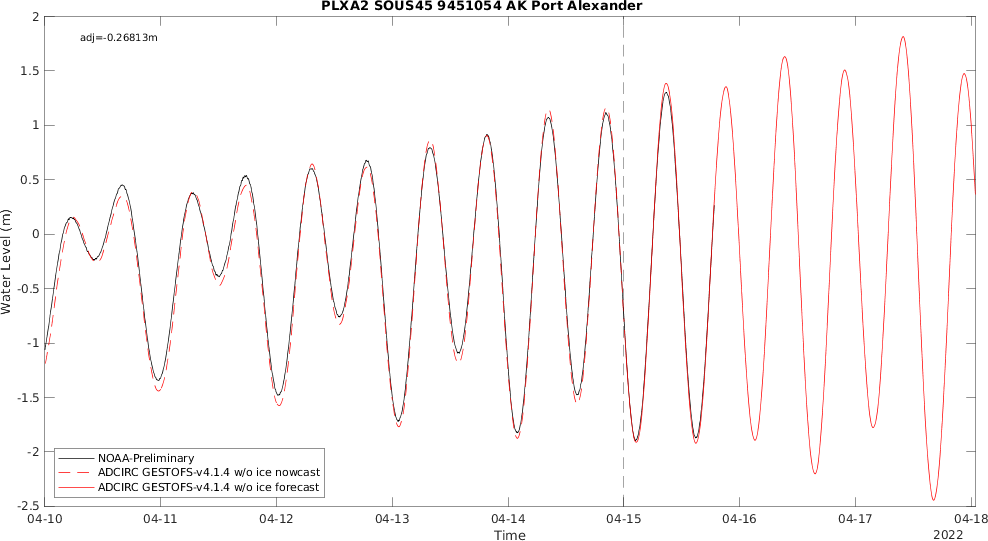 PLXA2 SOUS45 9451054 AK Port Alexander
adj=-0.26813m
2
1.5
1
0.5
0
-0.5
-1
-1.5
-2
-2.5
Water Level (m)
NOAA-Preliminary
ADCIRC GESTOFS-v4.1.4 w/o ice nowcast
ADCIRC GESTOFS-v4.1.4 w/o ice forecast
04-10 04-11 04-12 04-13 04-14 04-15 04-16 04-17 04-18
Time
2022